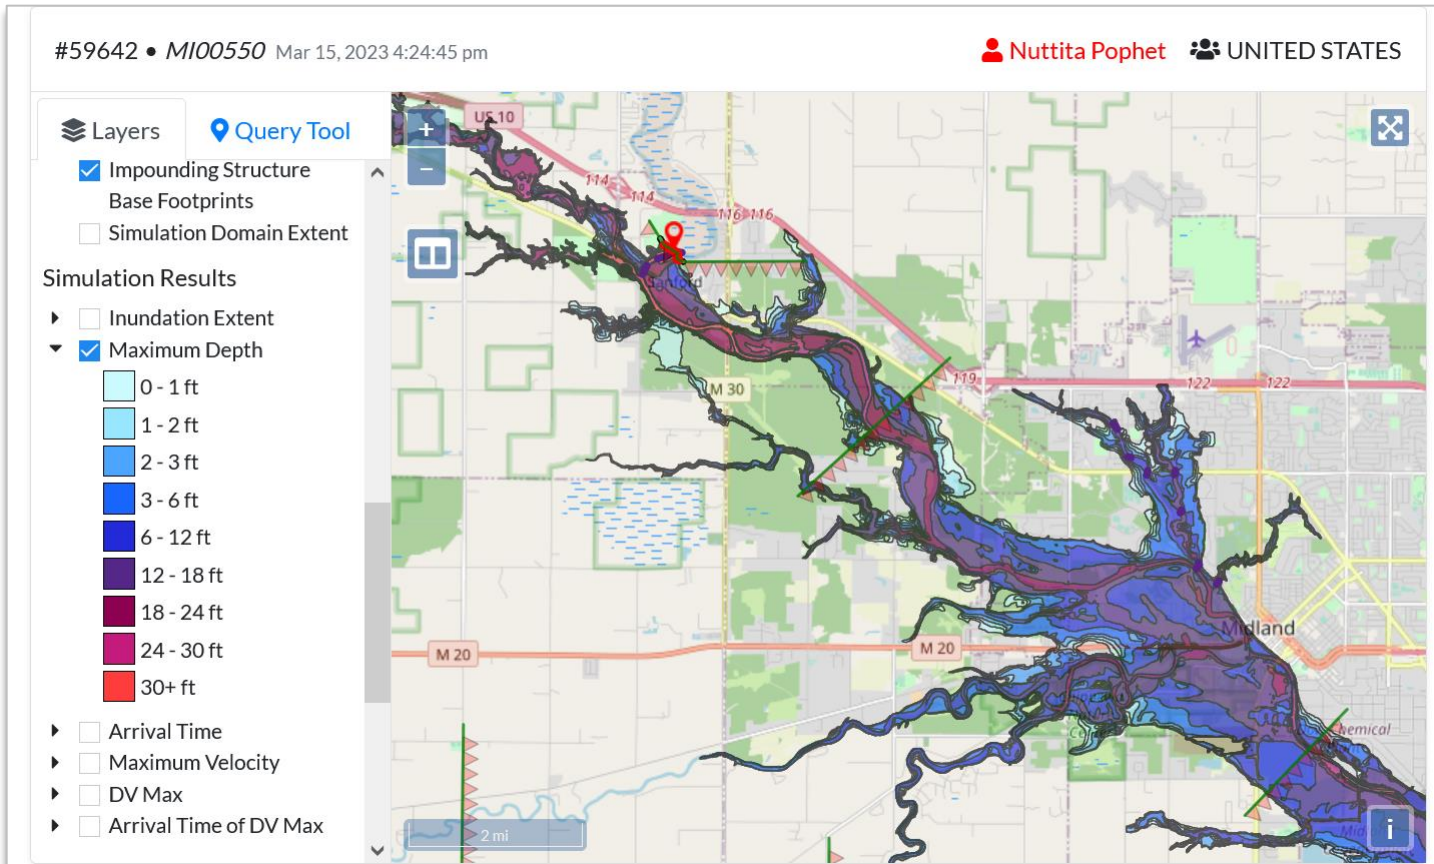 #59642 • MI00550 Mar 15, 2023 4:24:45 pm
Nuttita Pophet
UNITED STATES
Layers
Query Tool
Impounding Structure
Base Footprints
Simulation Domain Extent
Simulation Results
Inundation Extent
Maximum Depth
0 - 1 ft
1 - 2 ft
2 - 3 ft
3 - 6 ft
6 - 12 ft
12 - 18 ft
18 - 24 ft
24 - 30 ft
30+ ft
Arrival Time
Maximum Velocity
DV Max
Arrival Time of DV Max
+
−
US 10
114
114
116 116
Sanford
M 30
119
122
122
M 20
M 20
Midland
Chemical
2 mi
i